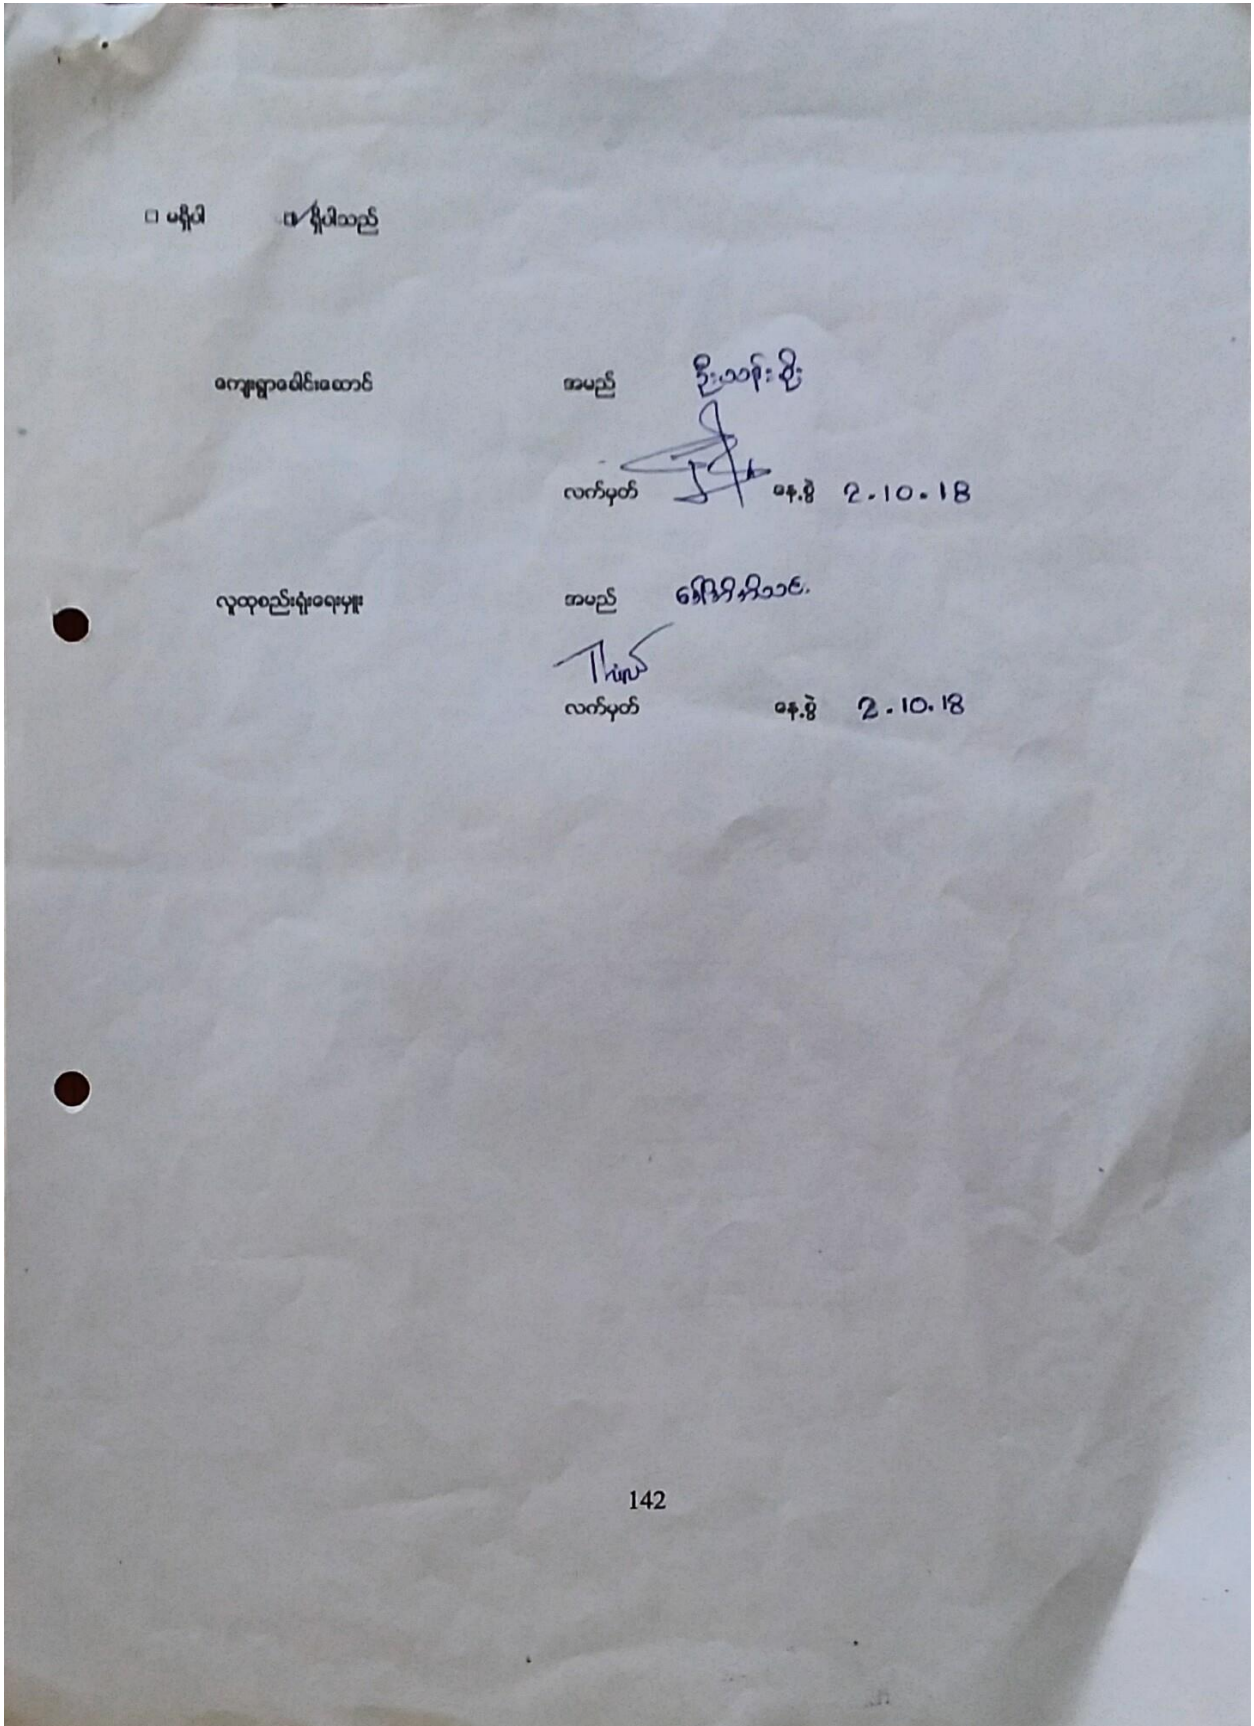 □ မရှိပါ ☑ ရှိပါသည်
ကျေးရွာခေါင်းဆောင် အမည် ဦးသန်းစိုး
လက်မှတ် နေ့စွဲ 2.10.18
လူထုစည်းရုံးရေးမှူး အမည်
လက်မှတ် နေ့စွဲ 2.10.18
142